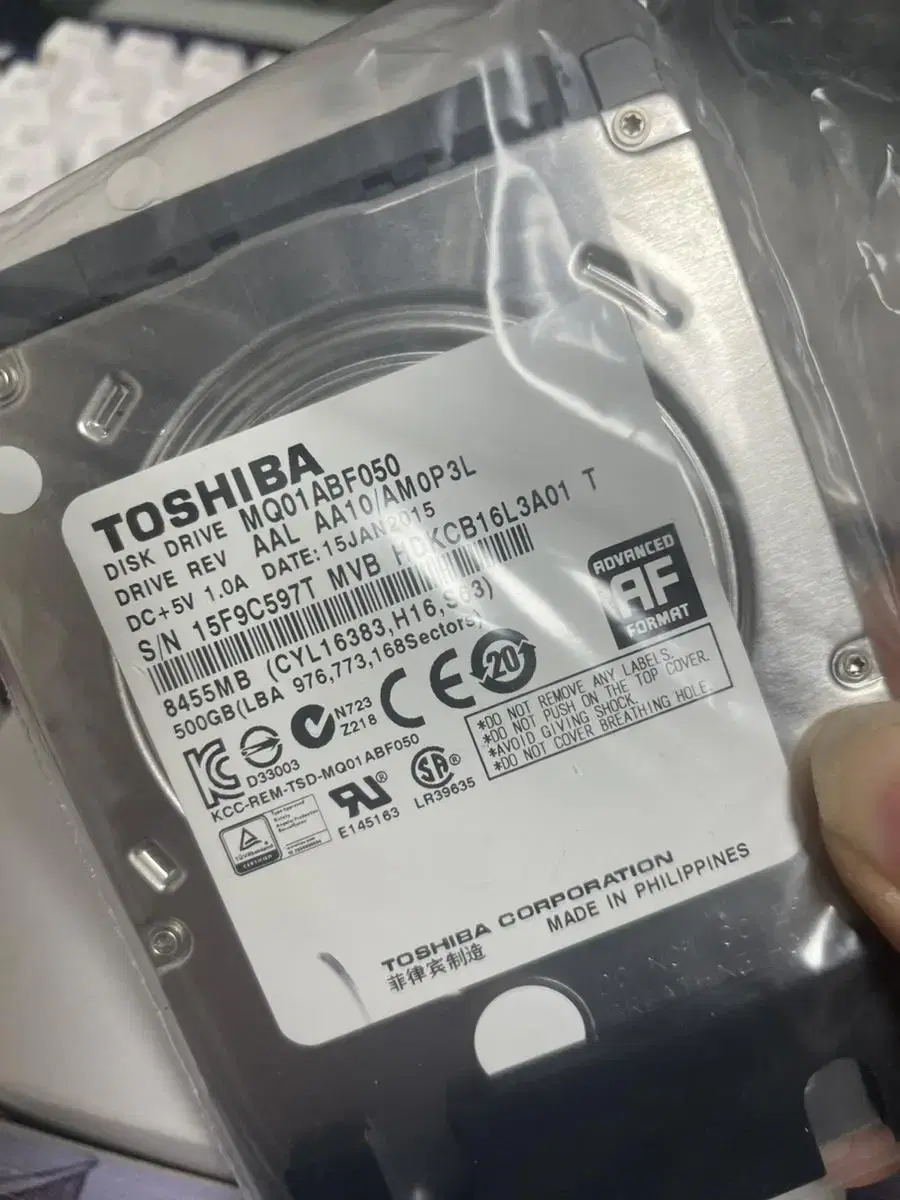 TOSHIBA
DISK DRIVE MQ01ABF050
DRIVE REV AAL AA10/AM0P3L
DC+5V 1.0A DATE:15JAN2015
S/N 15F9C597T MVB HDKCB16L3A01 T
8455MB (CYL16383,H16,S63)
500GB(LBA 976,773,168Sectors)
ADVANCED
AF
FORMAT
N723
Z218
CE
20
D33003
KCC-REM-TSD-MQ01ABF050
*DO NOT REMOVE ANY LABELS.
*DO NOT PUSH ON THE TOP COVER.
*AVOID GIVING SHOCK.
*DO NOT COVER BREATHING HOLE.
E145163
LR39635
CERTIFIED
TOSHIBA CORPORATION
MADE IN PHILIPPINES
菲律宾制造